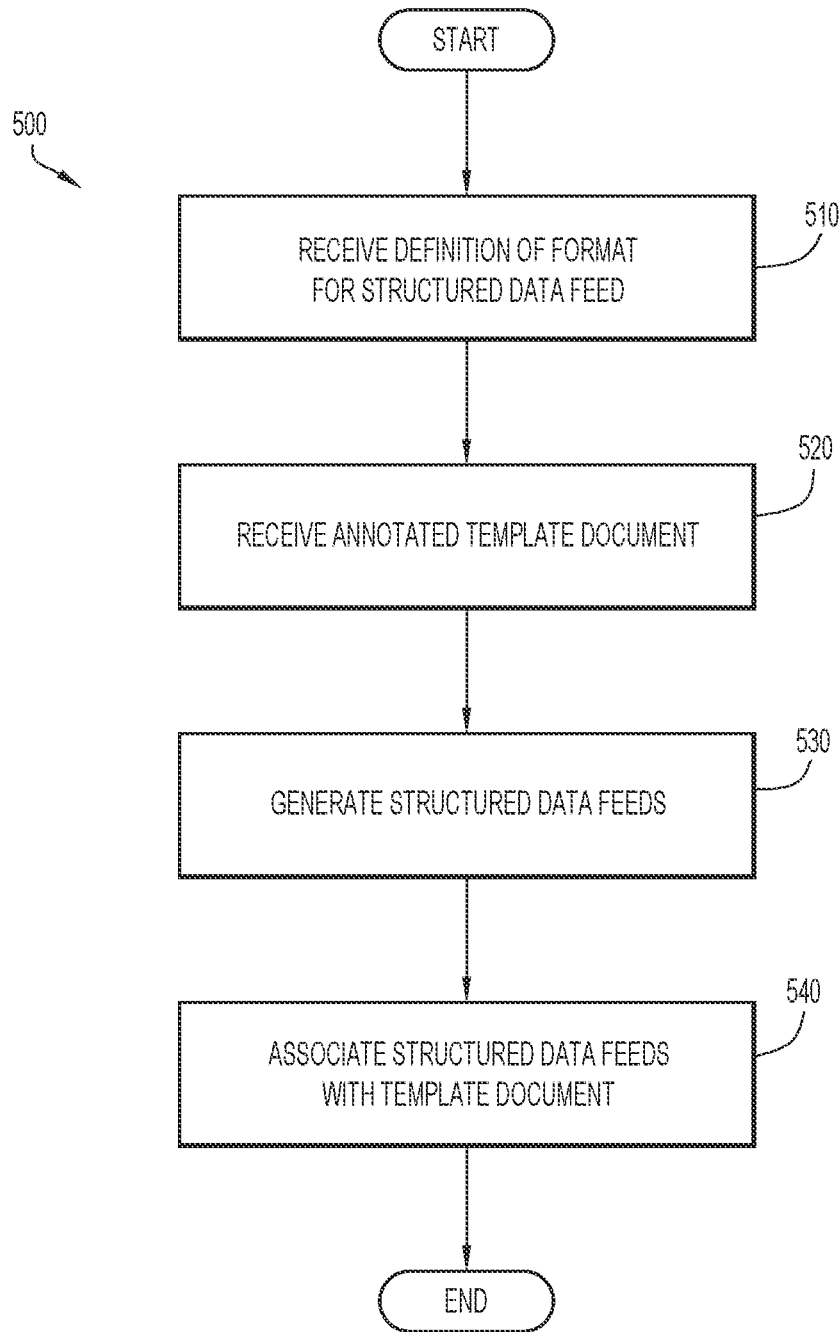 START
500
510
RECEIVE DEFINITION OF FORMAT
FOR STRUCTURED DATA FEED
520
RECEIVE ANNOTATED TEMPLATE DOCUMENT
530
GENERATE STRUCTURED DATA FEEDS
540
ASSOCIATE STRUCTURED DATA FEEDS
WITH TEMPLATE DOCUMENT
END